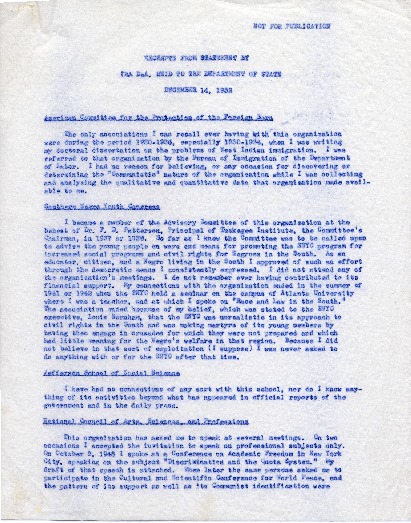 NOT FOR PUBLICATION
EXCERPTS FROM STATEMENT BY
IRA DeA. REID TO THE DEPARTMENT OF STATE
DECEMBER 14, 1952
American Committee for the Protection of the Foreign Born
The only associations I can recall ever having with this organization
were during the period 1930-1936, especially 1930-1934, when I was writing
my doctoral dissertation on the problems of West Indian immigration. I was
referred to that organization by the Bureau of Immigration of the Department
of Labor. I had no reason for believing, or any occasion for discovering or
determining the "Communistic" nature of the organization while I was collecting
and analyzing the qualitative and quantitative data that organization made avail-
able to me.
Southern Negro Youth Congress
I became a member of the Advisory Committee of this organization at the
behest of Dr. F. D. Patterson, Principal of Tuskegee Institute, the Committee's
Chairman, in 1937 or 1938. So far as I knew the Committee was to be called upon
to advise the young people on ways and means for promoting the SNYC program for
increased social programs and civil rights for Negroes in the South. As an
educator, citizen, and a Negro living in the South I approved of such an effort
through the democratic means I consistently expressed. I did not attend any of
the organization's meetings. I do not remember ever having contributed to its
financial support. My connections with the organization ended in the summer of
1941 or 1942 when the SNYC held a seminar on the campus of Atlanta University
where I was a teacher, and at which I spoke on "Race and Law in the South."
The association ended because of my belief, which was stated to the SNYC
executive, Louis Burnham, that the SNYC was unrealistic in its approach to
civil rights in the South and was making martyrs of its young members by
having them engage in crusades for which they were not prepared and which
had little meaning for the Negro's welfare in that region. Because I did
not believe in that sort of exploitation (I suppose) I was never asked to
do anything with or for the SNYC after that time.
Jefferson School of Social Science
I have had no connections of any sort with this school, nor do I know any-
thing of its activities beyond what has appeared in official reports of the
government and in the daily press.
National Council of Arts, Sciences, and Professions
This organization has asked me to speak at several meetings. On two
occasions I accepted the invitation to speak on professional subjects only.
On October 9, 1948 I spoke at a Conference on Academic Freedom in New York
City, speaking on the subject "Discrimination and the Quota System." My
draft of that speech is attached. When later the same persons asked me to
participate in the Cultural and Scientific Conference for World Peace, and
the pattern of its support as well as its Communist identification were